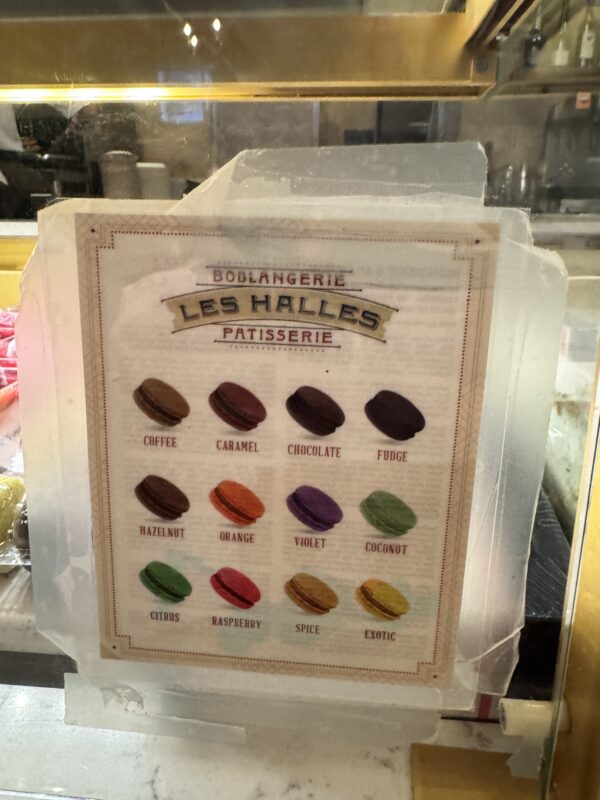 BOULANGERIE
LES HALLES
PATISSERIE
COFFEE CARAMEL CHOCOLATE FUDGE
HAZELNUT ORANGE VIOLET COCONUT
CITRUS RASPBERRY SPICE EXOTIC